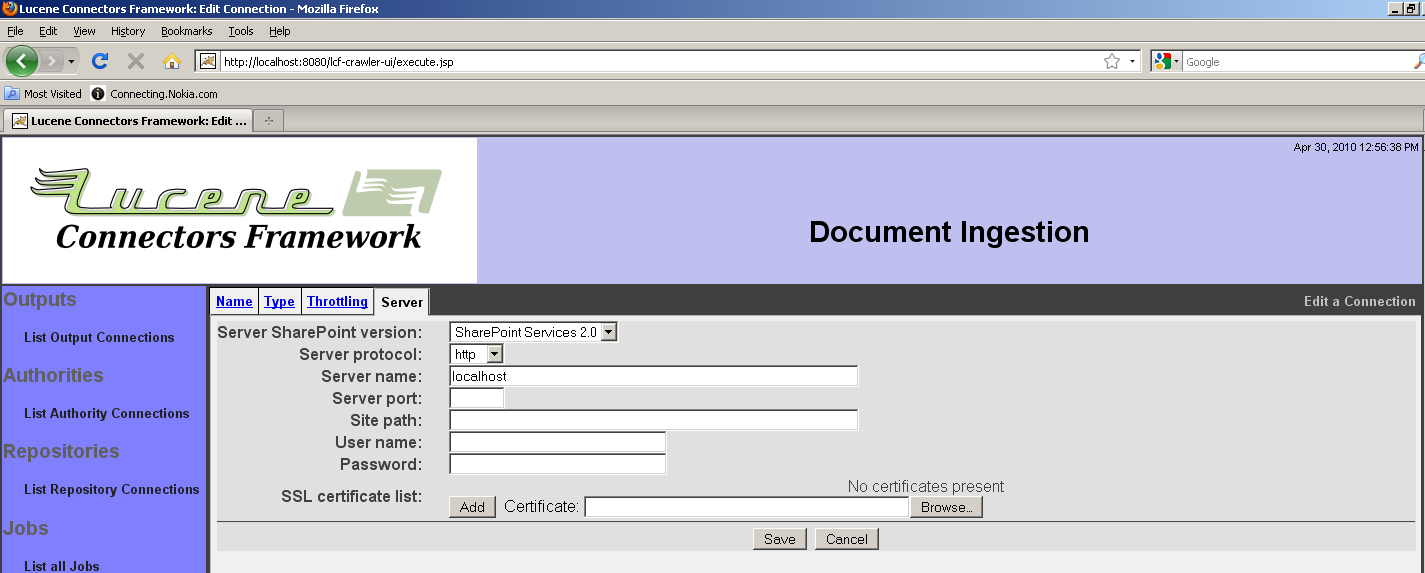 Lucene Connectors Framework: Edit Connection - Mozilla Firefox
File Edit View History Bookmarks Tools Help
http://localhost:8080/lcf-crawler-ui/execute.jsp
Google
Most Visited Connecting.Nokia.com
Lucene Connectors Framework: Edit ...
Apr 30, 2010 12:56:38 PM
Lucene
Connectors Framework
Document Ingestion
Outputs
List Output Connections
Authorities
List Authority Connections
Repositories
List Repository Connections
Jobs
List all Jobs
Name Type Throttling Server
Edit a Connection
Server SharePoint version: SharePoint Services 2.0
Server protocol: http
Server name: localhost
Server port:
Site path:
User name:
Password:
SSL certificate list: No certificates present
Add Certificate: Browse...
Save Cancel